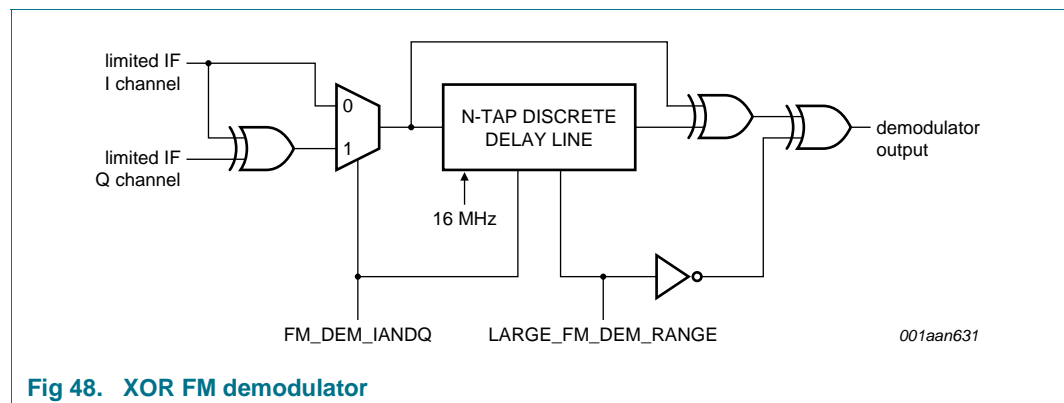 limited IF
I channel
limited IF
Q channel
0
1
N-TAP DISCRETE
DELAY LINE
16 MHz
demodulator
output
FM_DEM_IANDQ
LARGE_FM_DEM_RANGE
001aan631
Fig 48. XOR FM demodulator